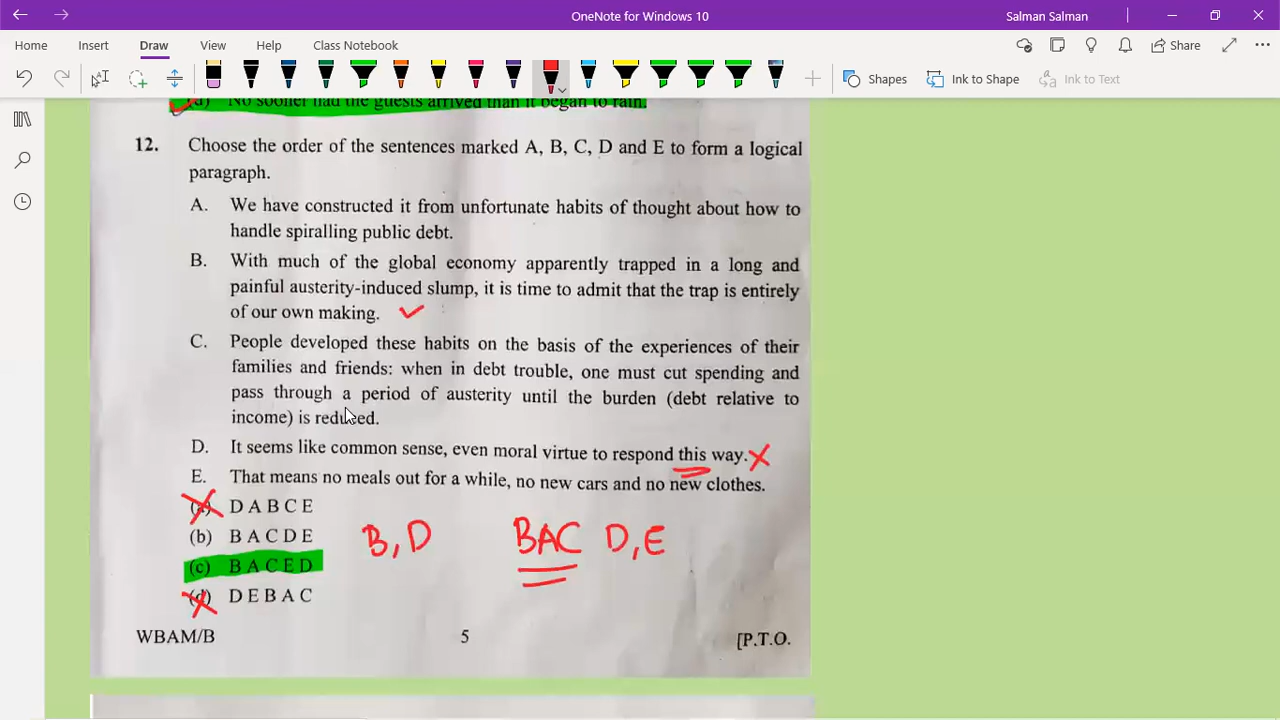 OneNote for Windows 10
Salman Salman
Home Insert Draw View Help Class Notebook
Share
Shapes
Ink to Shape
Ink to Text
(d) No sooner had the guests arrived than it began to rain.
12. Choose the order of the sentences marked A, B, C, D and E to form a logical
paragraph.
A. We have constructed it from unfortunate habits of thought about how to
handle spiralling public debt.
B. With much of the global economy apparently trapped in a long and
painful austerity-induced slump, it is time to admit that the trap is entirely
of our own making.
C. People developed these habits on the basis of the experiences of their
families and friends: when in debt trouble, one must cut spending and
pass through a period of austerity until the burden (debt relative to
income) is reduced.
D. It seems like common sense, even moral virtue to respond this way.
E. That means no meals out for a while, no new cars and no new clothes.
(a) D A B C E
(b) B A C D E
B, D BAC D, E
(c) B A C E D
(d) D E B A C
WBAM/B 5 [P.T.O.